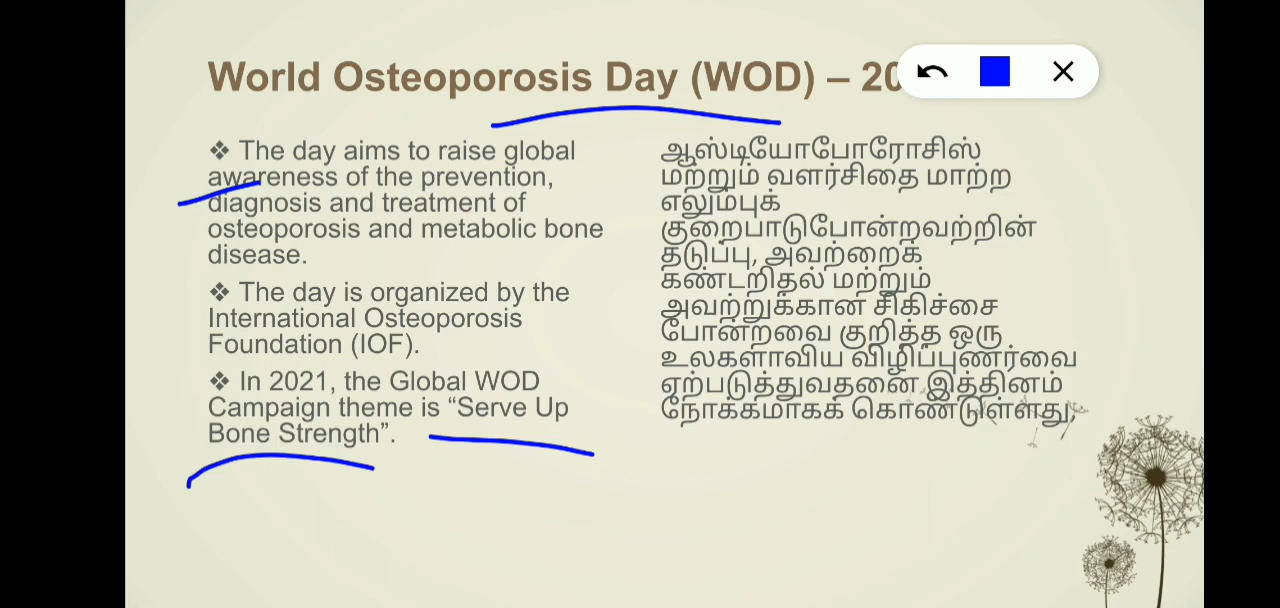 World Osteoporosis Day (WOD) – 20
❖ The day aims to raise global
awareness of the prevention,
diagnosis and treatment of
osteoporosis and metabolic bone
disease.
❖ The day is organized by the
International Osteoporosis
Foundation (IOF).
❖ In 2021, the Global WOD
Campaign theme is “Serve Up
Bone Strength”.
ஆஸ்டியோபோரோசிஸ்
மற்றும் வளர்சிதை மாற்ற
எலும்புக்
குறைபாடுபோன்றவற்றின்
தடுப்பு, அவற்றைக்
கண்டறிதல் மற்றும்
அவற்றுக்கான சிகிச்சை
போன்றவை குறித்த ஒரு
உலகளாவிய விழிப்புணர்வை
ஏற்படுத்துவதனை இத்தினம்
நோக்கமாகக் கொண்டுள்ளது,